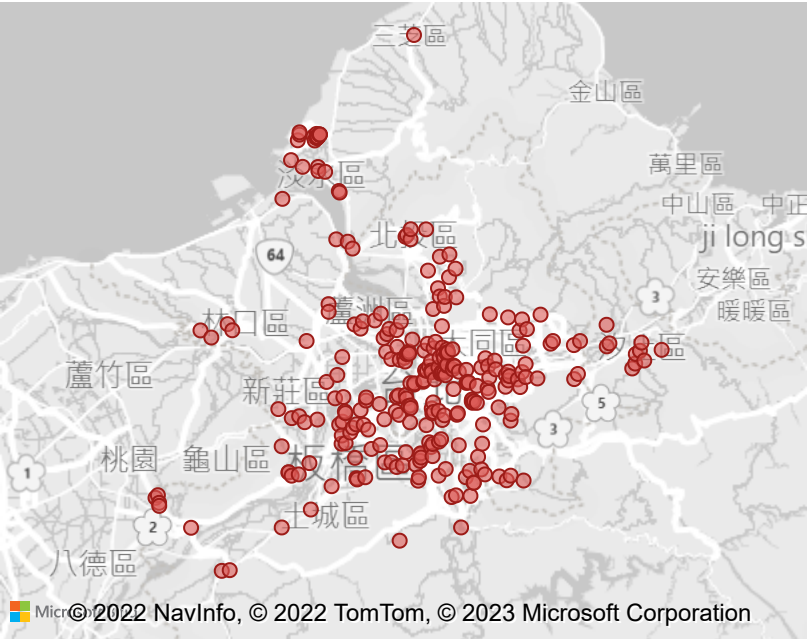 三芝區
金山區
萬里區
淡水區
中山區 中正
北投區
ji long s
64
安樂區
3
暖暖區
林口區 蘆洲區
大同區
蘆竹區
新莊區
5
3
桃園 龜山區 板橋區
1
2
土城區
八德區
© 2022 NavInfo, © 2022 TomTom, © 2023 Microsoft Corporation